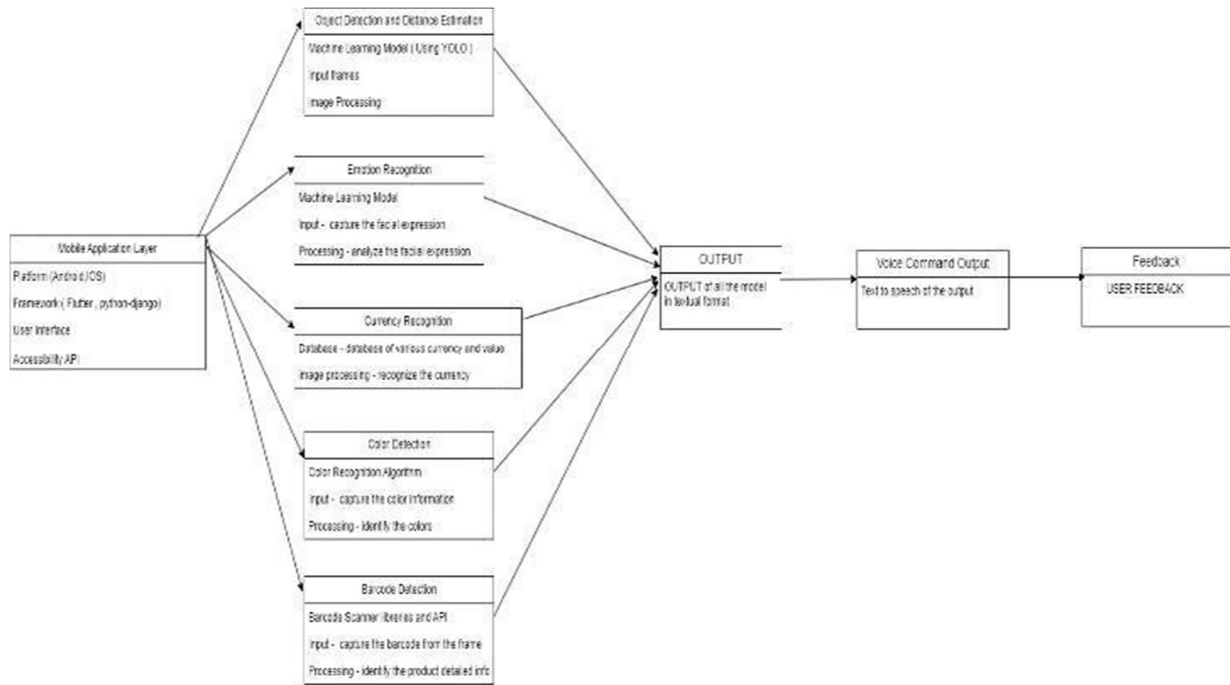 Object Detection and Distance Estimation
Machine Learning Model ( Using YOLO )
Input frames
Image Processing
Emotion Recognition
Machine Learning Model
Input - capture the facial expression
Processing - analyze the facial expression
Mobile Application Layer
Platform (Android,IOS)
Framework ( Flutter , python-django)
User Interface
Accessibility API
Currency Recognition
Database - database of various currency and value
Image processing - recognize the currency
Color Detection
Color Recognition Algorithm
Input - capture the color information
Processing - identify the colors
Barcode Detection
Barcode Scanner libraries and API
Input - capture the barcode from the frame
Processing - identify the product detailed info
OUTPUT
OUTPUT of all the model
in textual format
Voice Command Output
Text to speech of the output
Feedback
USER FEEDBACK